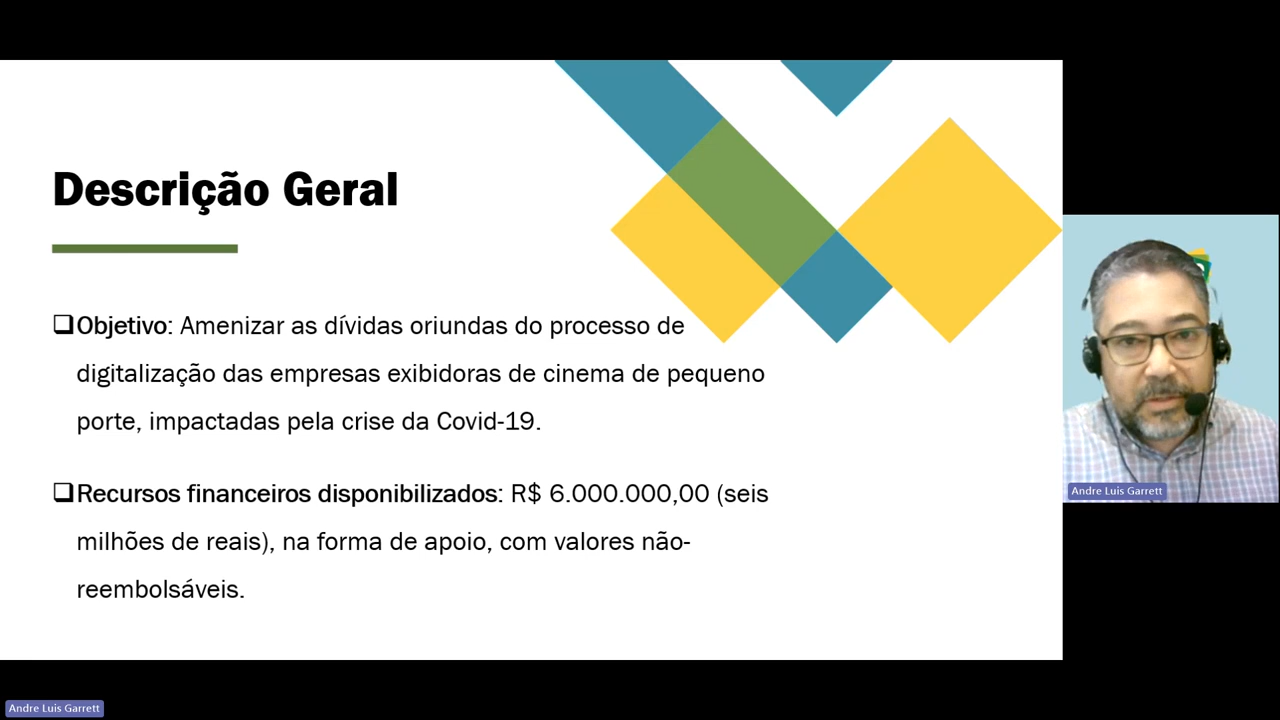 Descrição Geral
❑Objetivo: Amenizar as dívidas oriundas do processo de
digitalização das empresas exibidoras de cinema de pequeno
porte, impactadas pela crise da Covid-19.
❑Recursos financeiros disponibilizados: R$ 6.000.000,00 (seis
milhões de reais), na forma de apoio, com valores não-
reembolsáveis.
Andre Luis Garrett
Andre Luis Garrett